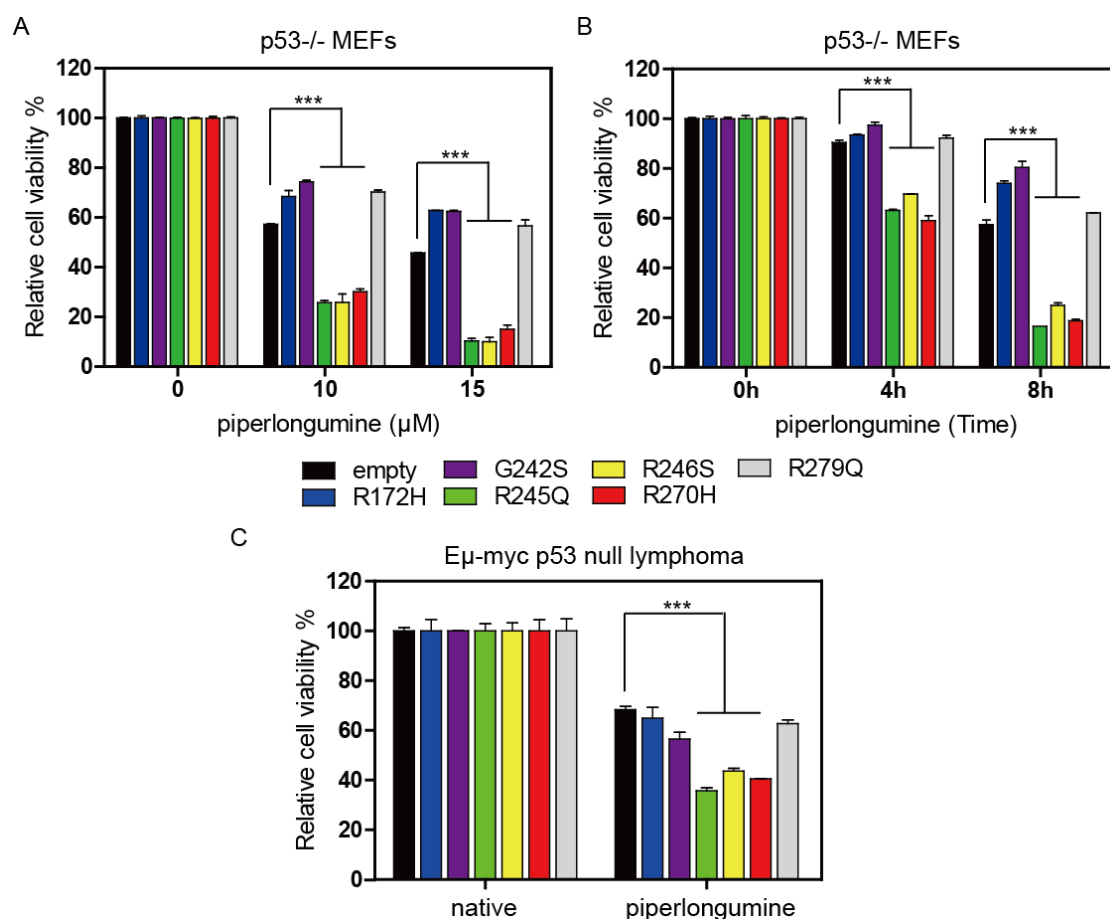 A
p53-/- MEFs
Relative cell viability %
120
100
80
60
40
20
0
***
***
0
10
15
piperlongumine (µM)
B
p53-/- MEFs
Relative cell viability %
120
100
80
60
40
20
0
***
***
0h
4h
8h
piperlongumine (Time)
empty
G242S
R246S
R279Q
R172H
R245Q
R270H
C
Eµ-myc p53 null lymphoma
Relative cell viability %
120
100
80
60
40
20
0
***
native
piperlongumine